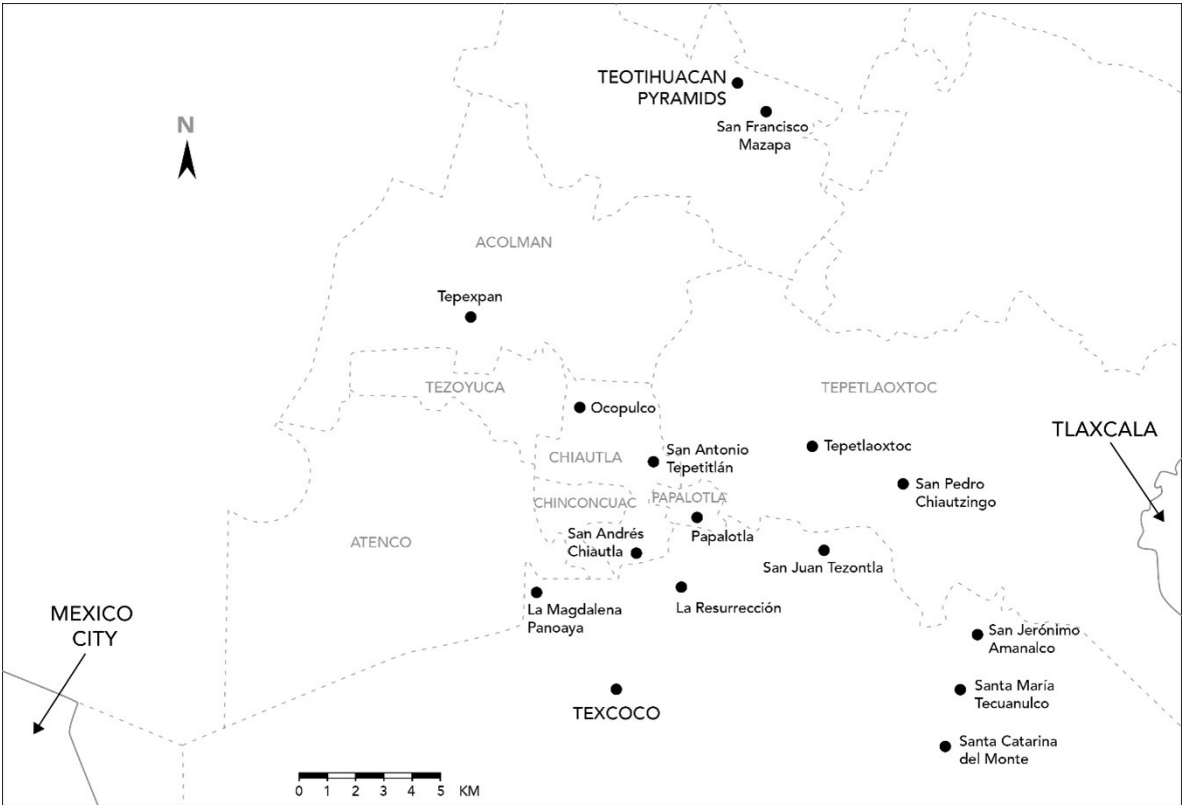 TEOTIHUACAN
PYRAMIDS
San Francisco
Mazapa
N
ACOLMAN
Tepexpan
TEZOYUCA
TEPETLAOXTOC
Ocopulco
TLAXCALA
Tepetlaoxtoc
CHIAUTLA
San Antonio
Tepetitlán
San Pedro
Chiautzingo
CHINCONCUAC
PAPALOTLA
ATENCO
San Andrés
Chiautla
Papalotla
San Juan Tezontla
MEXICO
CITY
La Magdalena
Panoaya
La Resurrección
San Jerónimo
Amanalco
Santa María
Tecuanulco
TEXCOCO
Santa Catarina
del Monte
0 1 2 3 4 5 KM